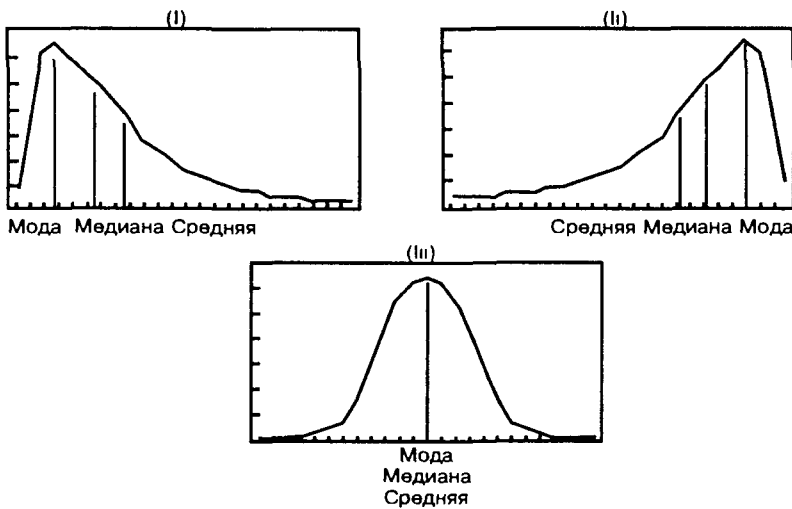 (I)
(II)
Мода Медиана Средняя
Средняя Медиана Мода
(III)
Мода
Медиана
Средняя